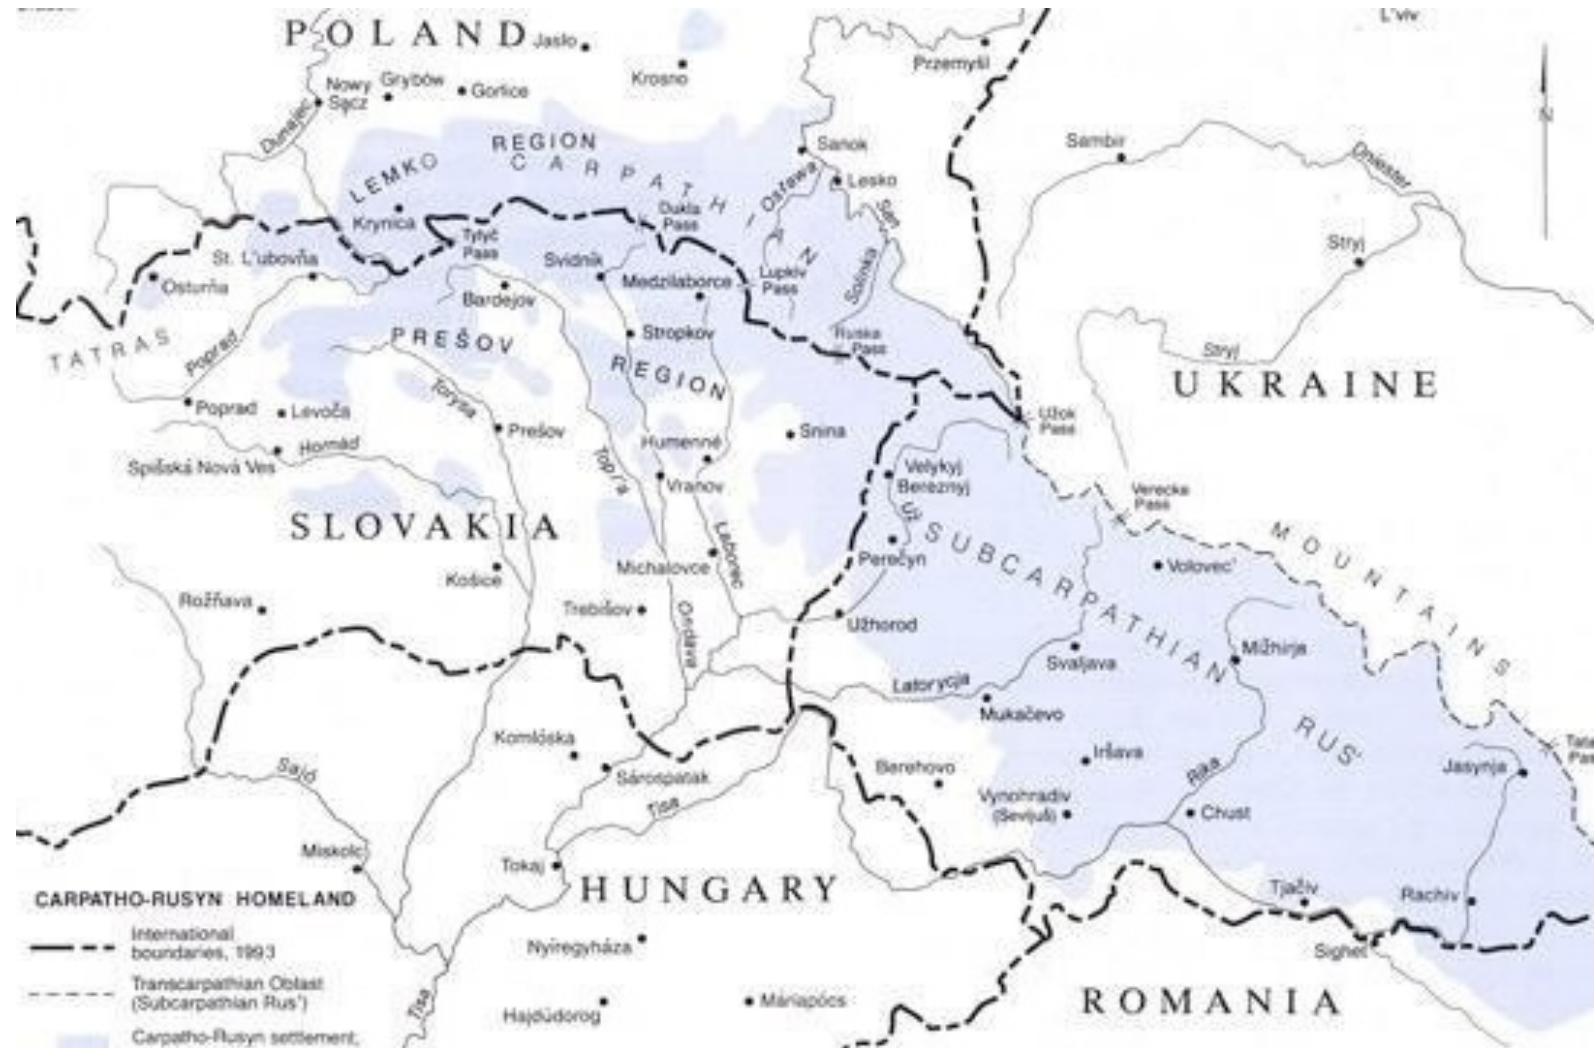 L'viv
POLAND
Jasło
Przemyśl
Krosno
Nowy
Sącz
Grybów
Gorlice
Dunajec
REGION
CARPATHIAN
LEMKO
Sanok
Sambir
Dniester
Osława
Lesko
San
N
Krynica
Dukla
Pass
Tylyč
Pass
Stryj
St. L'ubovňa
Svidník
Lupkiv
Pass
Solinka
Osturňa
Medzilaborce
Bardejov
TATRAS
Poprad
PREŠOV
Stropkov
Ruska
Pass
Stryj
REGION
UKRAINE
Torysa
Poprad
Levoča
Užok
Pass
Prešov
Snina
Humenné
Hornád
Spišská Nová Ves
Topl'a
Vranov
Velykyj
Bereznyj
Verecke
Pass
SLOVAKIA
Už
SUBCARPATHIAN
MOUNTAINS
Laborec
Perečyn
Volovec'
Michalovce
Košice
Rožňava
Trebišov
Ondava
Užhorod
Svaljava
Mižhirja
Latorycja
Mukačevo
RUS'
Komlóska
Iršava
Sajó
Sárospatak
Berehovo
Rika
Jasynja
Tisa
Vynohradiv
(Sevljuš)
Chust
Miskolc
Tokaj
HUNGARY
Tjačiv
Rachiv
CARPATHO-RUSYN HOMELAND
International
boundaries, 1993
Nyíregyháza
Sighet
Transcarpathian Oblast
(Subcarpathian Rus')
Tisa
Hajdúdorog
Máriapócs
ROMANIA
Carpatho-Rusyn settlement,